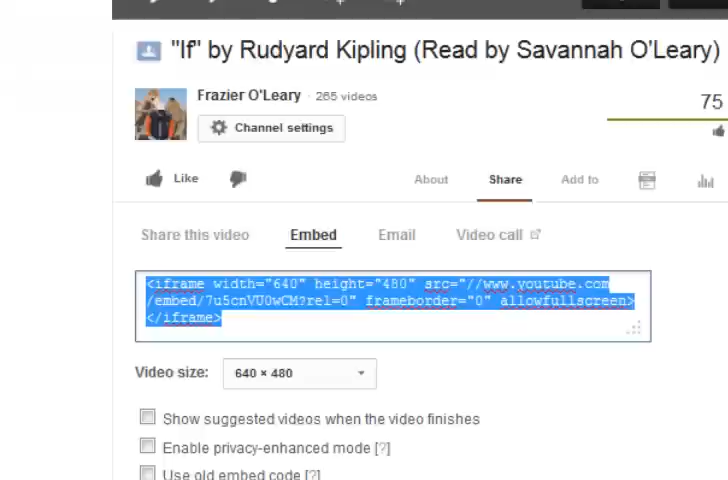 "If" by Rudyard Kipling (Read by Savannah O'Leary)
Frazier O'Leary · 265 videos
75
Channel settings
Like
About Share Add to
Share this video Embed Email Video call
<iframe width="640" height="480" src="//www.youtube.com
/embed/7u5cnVU0wCM?rel=0" frameborder="0" allowfullscreen>
</iframe>
Video size: 640 × 480
Show suggested videos when the video finishes
Enable privacy-enhanced mode [?]
Use old embed code [?]